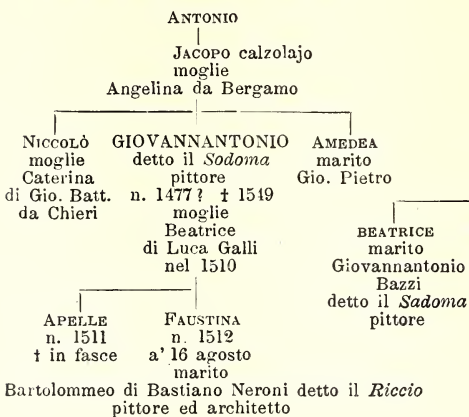 ANTONIO
JACOPO calzolajo
moglie
Angelina da Bergamo
NICCOLÒ
moglie
Caterina
di Gio. Batt.
da Chieri
GIOVANNANTONIO
detto il Sodoma
pittore
n. 1477? † 1549
moglie
Beatrice
di Luca Galli
nel 1510
AMEDEA
marito
Gio. Pietro
BEATRICE
marito
Giovannantonio
Bazzi
detto il Sadoma
pittore
APELLE
n. 1511
† in fasce
FAUSTINA
n. 1512
a' 16 agosto
marito
Bartolommeo di Bastiano Neroni detto il Riccio
pittore ed architetto